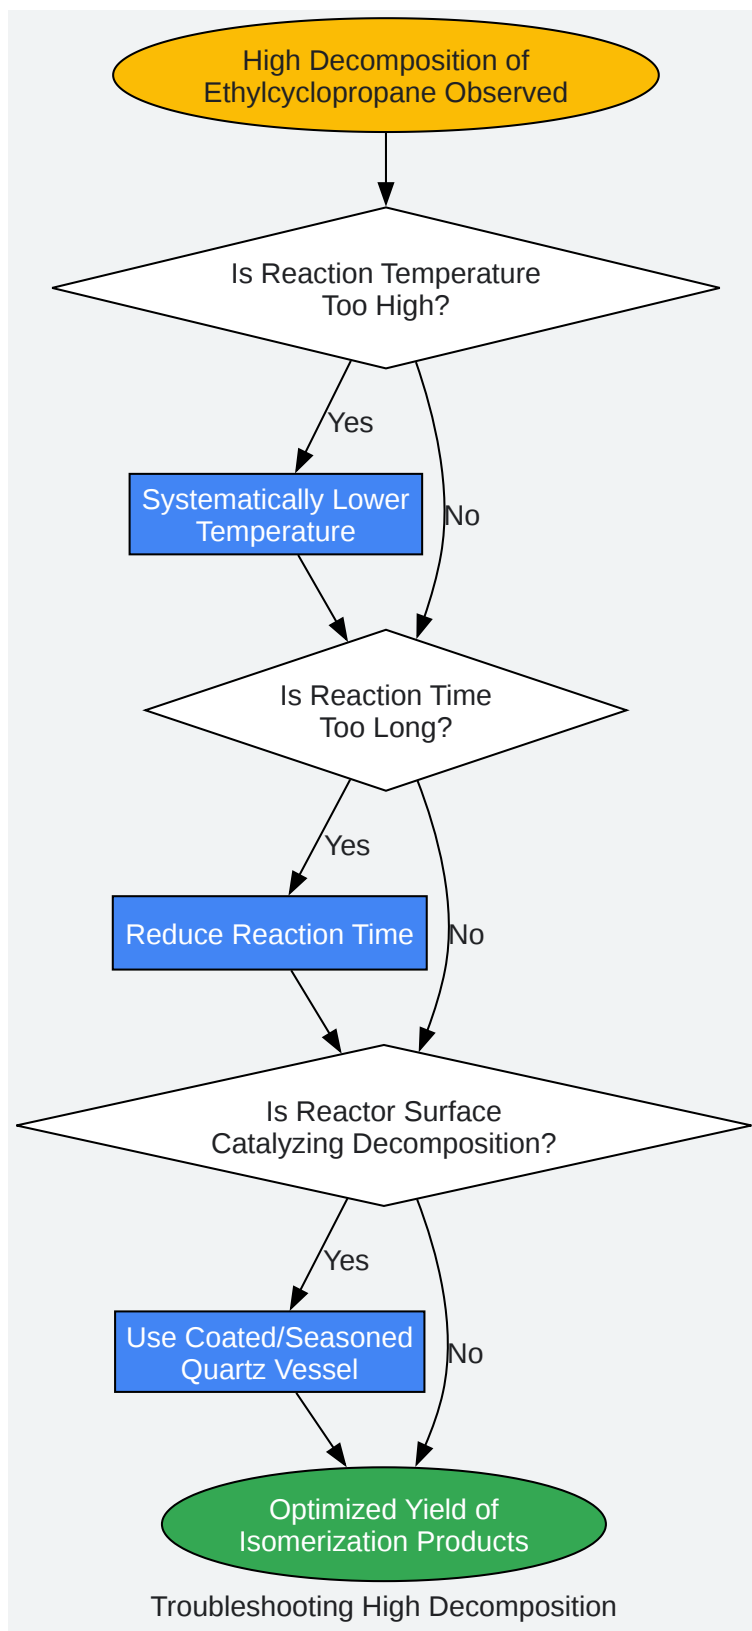 High Decomposition of
Ethylcyclopropane Observed
Is Reaction Temperature
Too High?
Yes
Systematically Lower
Temperature
No
Is Reaction Time
Too Long?
Yes
Reduce Reaction Time
No
Is Reactor Surface
Catalyzing Decomposition?
Yes
Use Coated/Seasoned
Quartz Vessel
No
Optimized Yield of
Isomerization Products
Troubleshooting High Decomposition